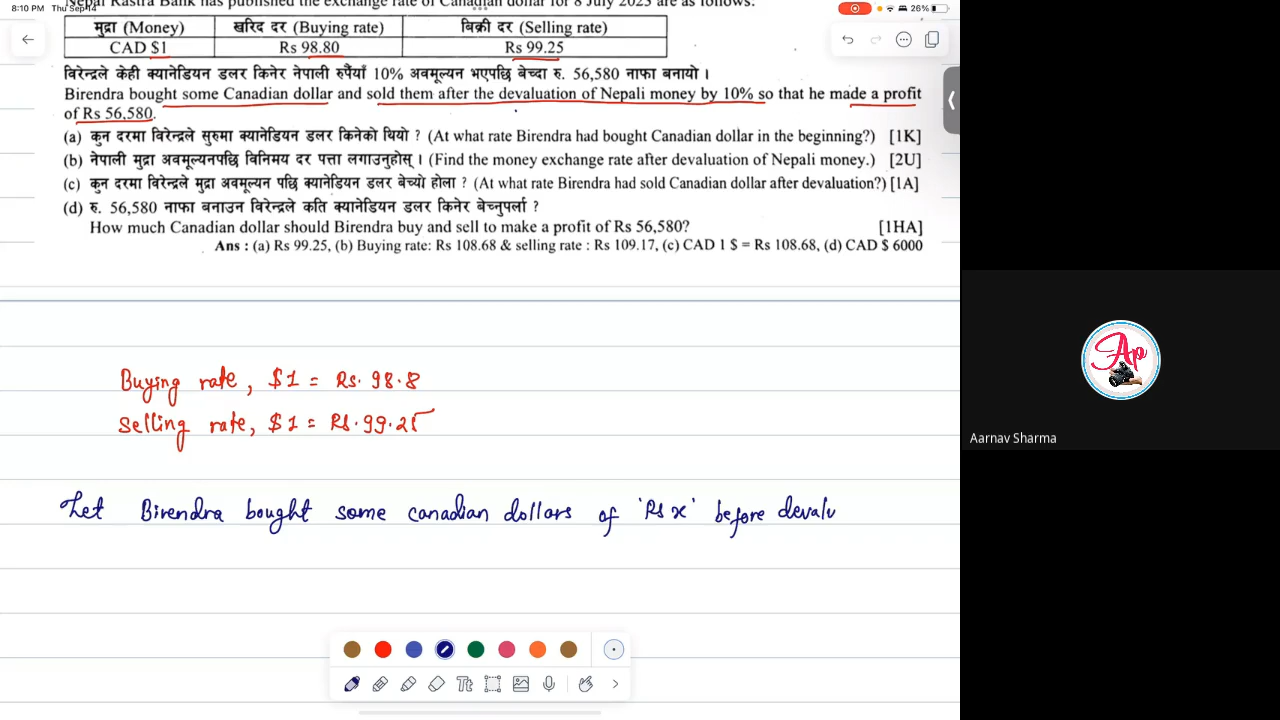 8:10 PM Thu Sep 14
26%
Nepal Rastra Bank has published the exchange rate of Canadian dollar for 8 July 2023 are as follows:
मुद्रा (Money) खरिद दर (Buying rate) बिक्री दर (Selling rate)
CAD $1 Rs 98.80 Rs 99.25
विरेन्द्रले केही क्यानेडियन डलर किनेर नेपाली रुपैयाँ 10% अवमूल्यन भएपछि बेच्दा रु. 56,580 नाफा बनायो ।
Birendra bought some Canadian dollar and sold them after the devaluation of Nepali money by 10% so that he made a profit
of Rs 56,580.
(a) कुन दरमा विरेन्द्रले सुरुमा क्यानेडियन डलर किनेको थियो ? (At what rate Birendra had bought Canadian dollar in the beginning?) [1K]
(b) नेपाली मुद्रा अवमूल्यनपछि विनिमय दर पत्ता लगाउनुहोस् । (Find the money exchange rate after devaluation of Nepali money.) [2U]
(c) कुन दरमा विरेन्द्रले मुद्रा अवमूल्यन पछि क्यानेडियन डलर बेच्यो होला ? (At what rate Birendra had sold Canadian dollar after devaluation?) [1A]
(d) रु. 56,580 नाफा बनाउन विरेन्द्रले कति क्यानेडियन डलर किनेर बेच्नुपर्ला ?
How much Canadian dollar should Birendra buy and sell to make a profit of Rs 56,580? [1HA]
Ans : (a) Rs 99.25, (b) Buying rate: Rs 108.68 & selling rate : Rs 109.17, (c) CAD 1 $ = Rs 108.68, (d) CAD $ 6000
Buying rate, $1 = Rs. 98.8
Selling rate, $1 = Rs. 99.25
Let Birendra bought some canadian dollars of 'Rs x' before devalu
Tt
Ap
Aarnav Sharma